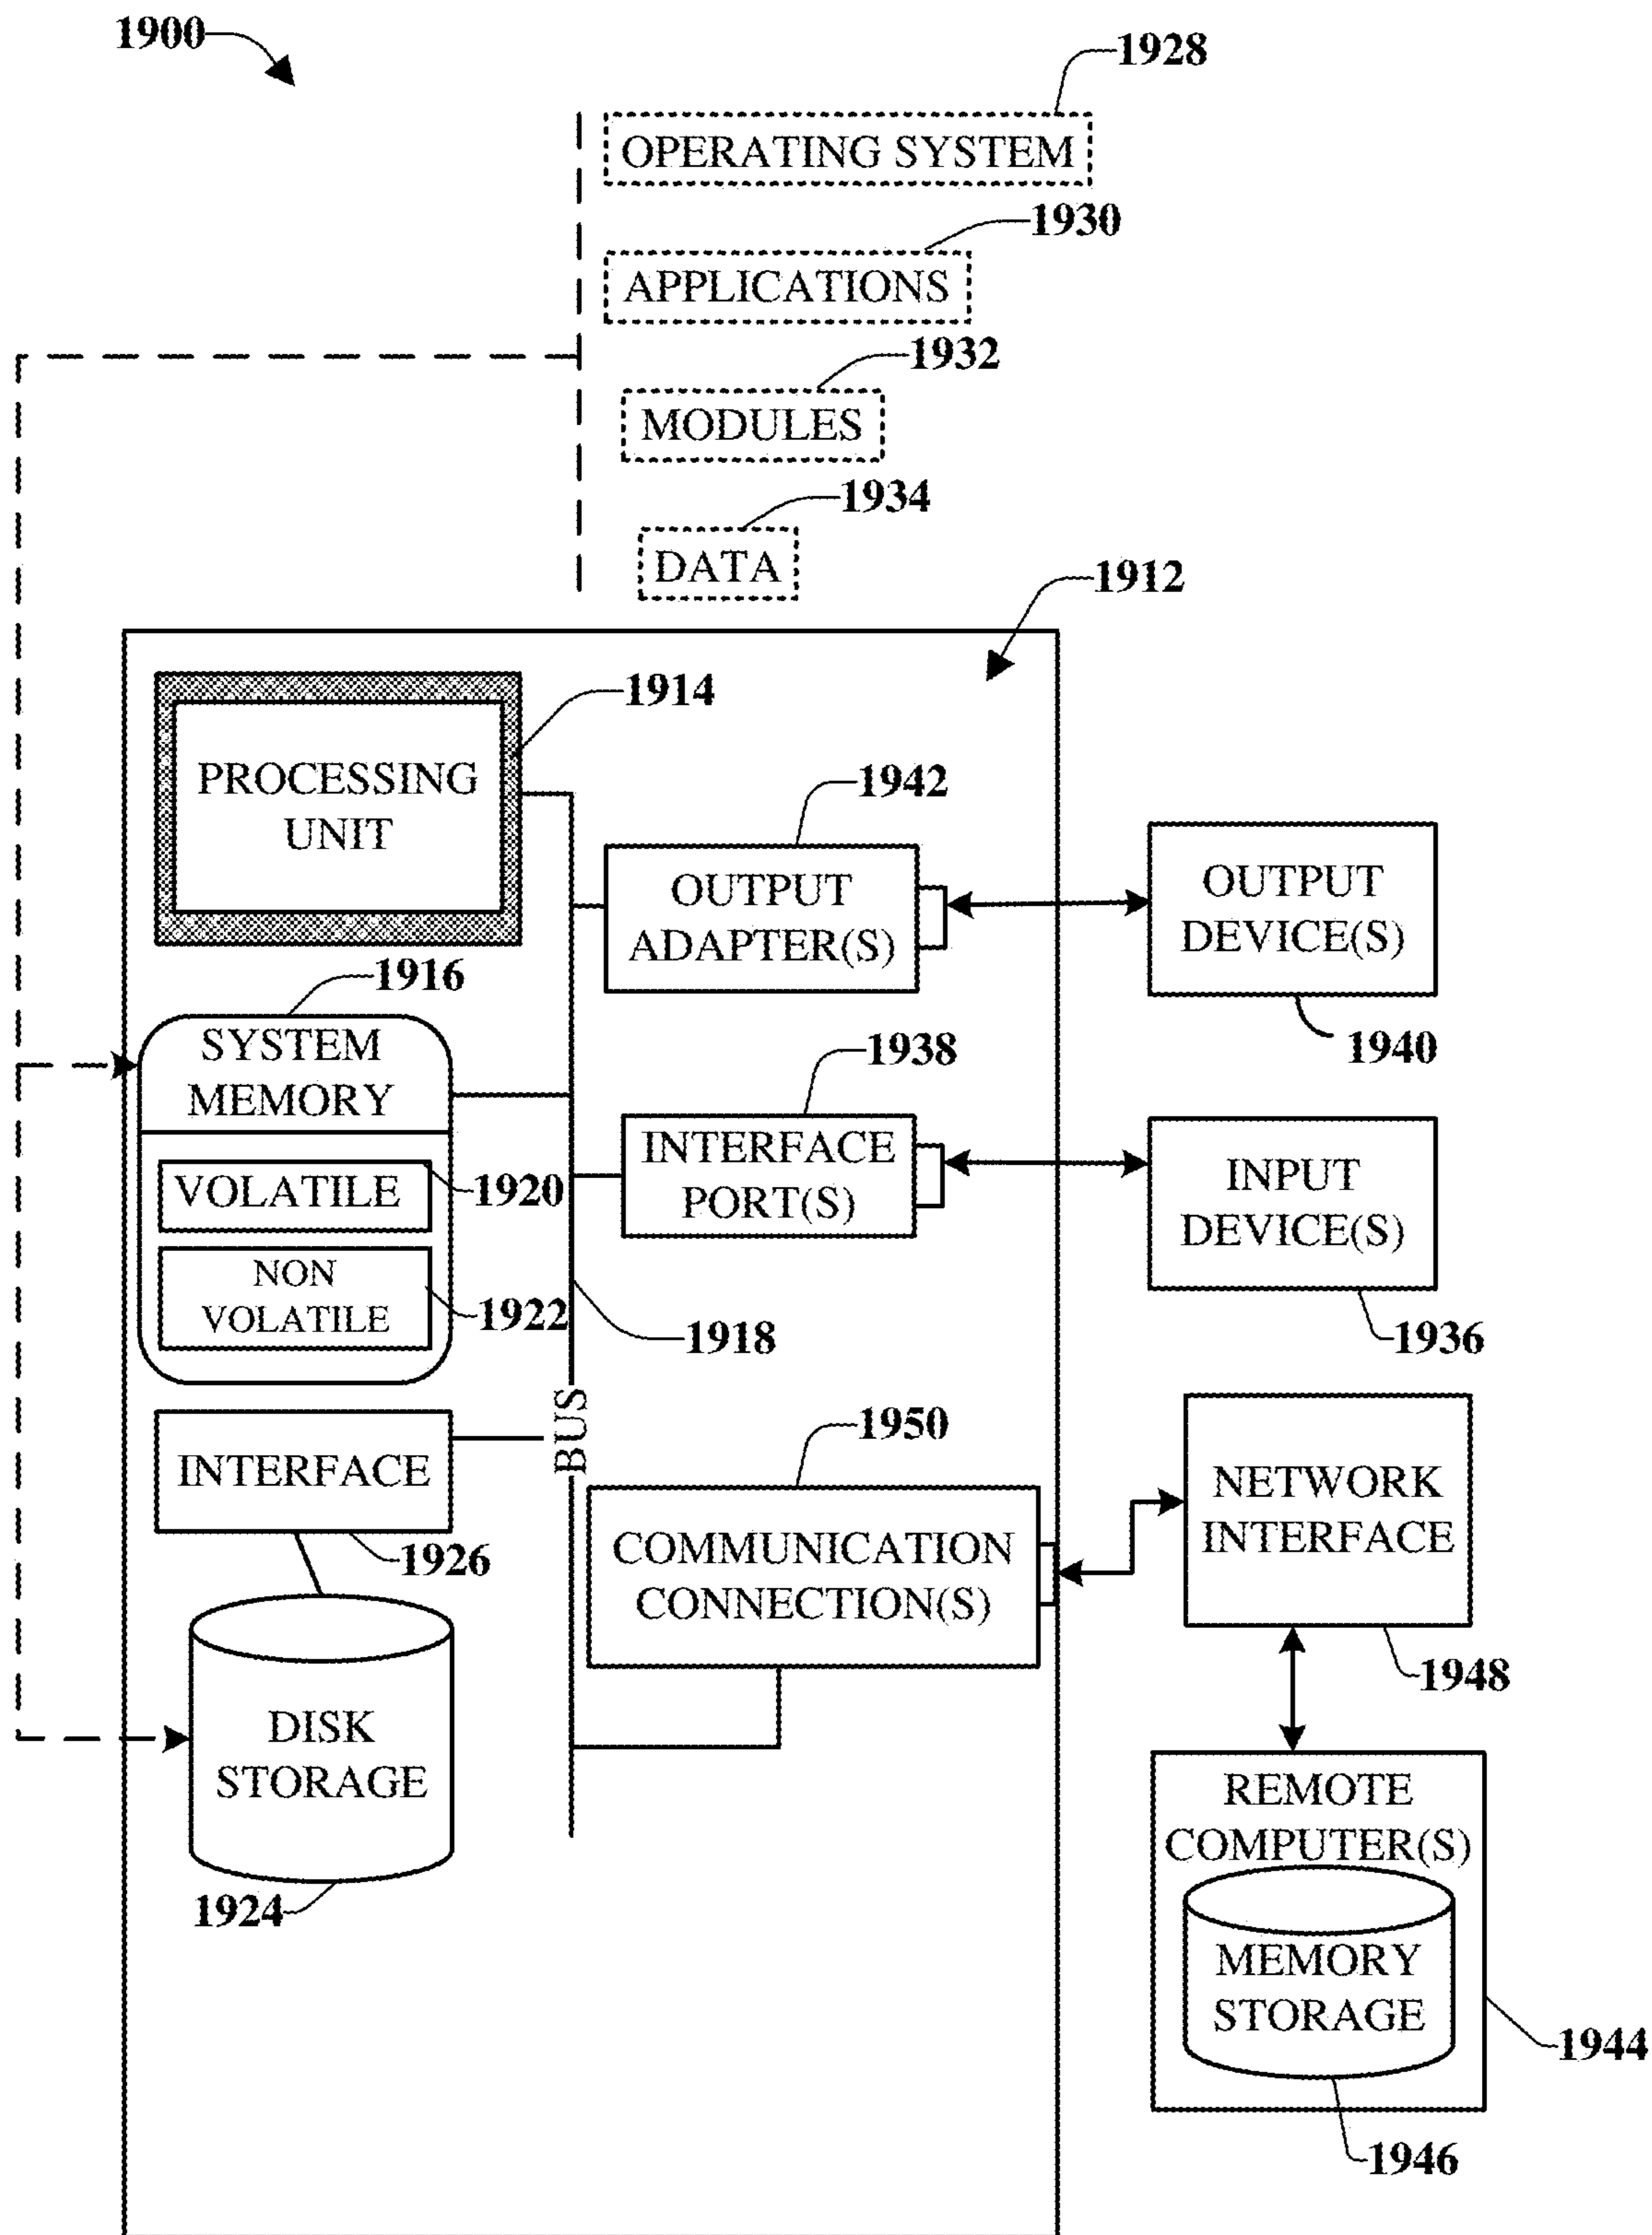 1900
1928
OPERATING SYSTEM
1930
APPLICATIONS
1932
MODULES
1934
DATA
1912
1914
PROCESSING
UNIT
1942
OUTPUT
ADAPTER(S)
OUTPUT
DEVICE(S)
1940
1916
SYSTEM
MEMORY
VOLATILE
1920
NON
VOLATILE
1922
1938
INTERFACE
PORT(S)
INPUT
DEVICE(S)
1936
1918
BUS
INTERFACE
1926
1950
COMMUNICATION
CONNECTION(S)
NETWORK
INTERFACE
1948
DISK
STORAGE
1924
REMOTE
COMPUTER(S)
MEMORY
STORAGE
1944
1946